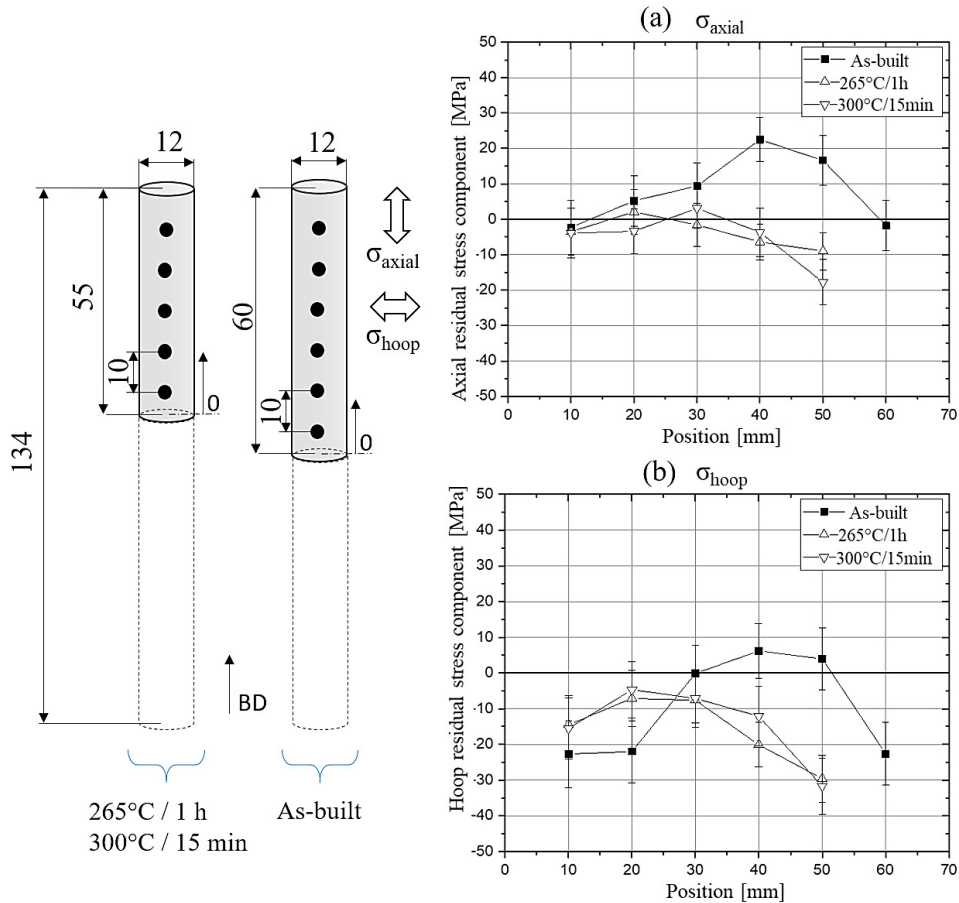 12
12
134
55
10
0
60
10
0
σaxial
σhoop
BD
265°C / 1 h
300°C / 15 min
As-built
(a) σaxial
Axial residual stress component [MPa]
50
40
30
20
10
0
-10
-20
-30
-40
-50
As-built
265°C/1h
300°C/15min
0 10 20 30 40 50 60 70
Position [mm]
(b) σhoop
Hoop residual stress component [MPa]
50
40
30
20
10
0
-10
-20
-30
-40
-50
As-built
265°C/1h
300°C/15min
0 10 20 30 40 50 60 70
Position [mm]